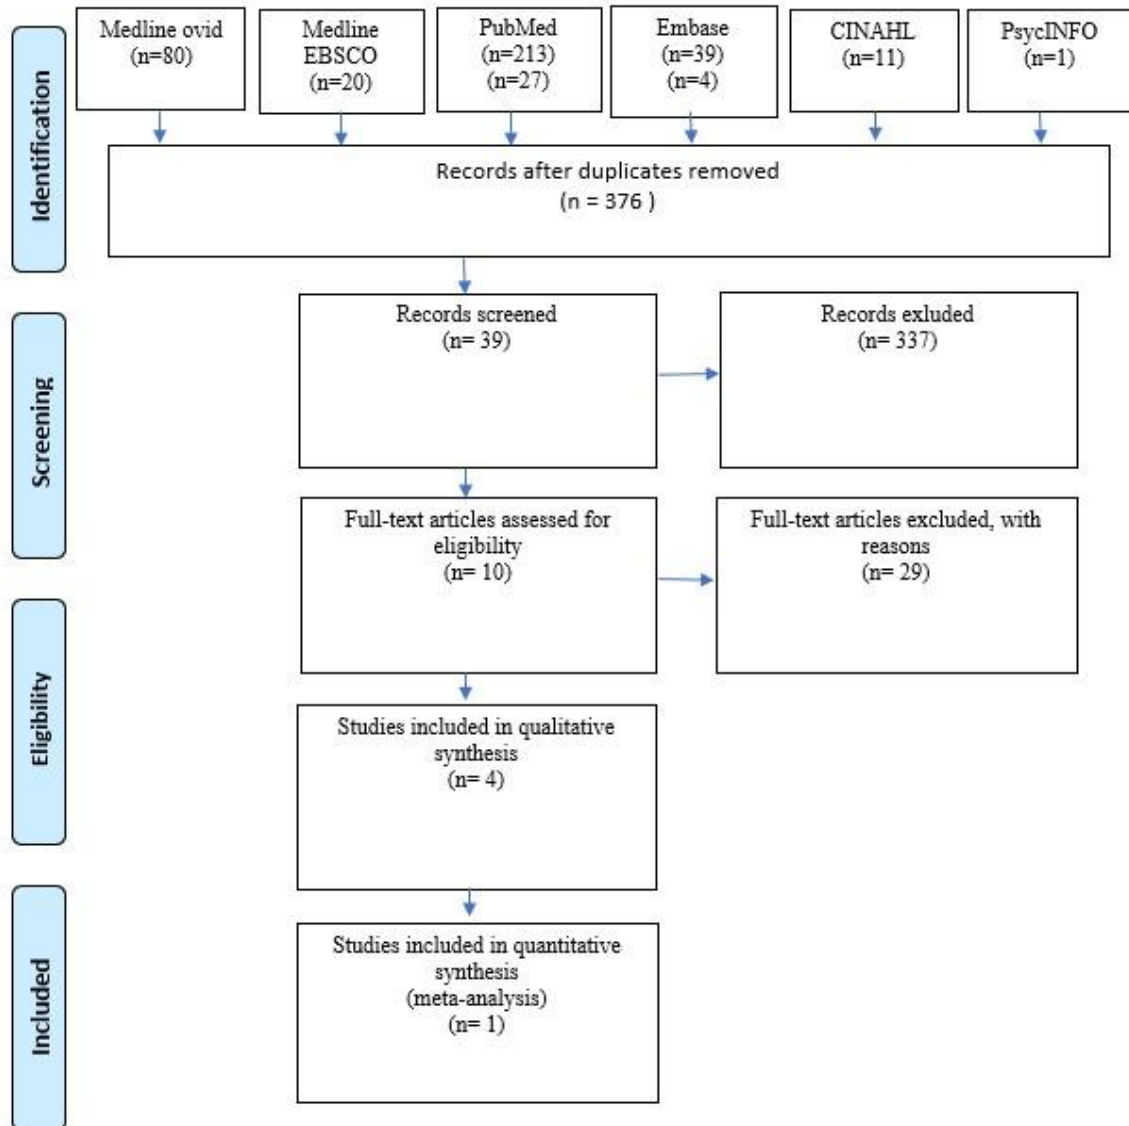 Identification
Medline ovid
(n=80)
Medline
EBSCO
(n=20)
PubMed
(n=213)
(n=27)
Embase
(n=39)
(n=4)
CINAHL
(n=11)
PsycINFO
(n=1)
Records after duplicates removed
(n = 376 )
Screening
Records screened
(n= 39)
Records exluded
(n= 337)
Full-text articles assessed for
eligibility
(n= 10)
Full-text articles excluded, with
reasons
(n= 29)
Eligibility
Studies included in qualitative
synthesis
(n= 4)
Included
Studies included in quantitative
synthesis
(meta-analysis)
(n= 1)